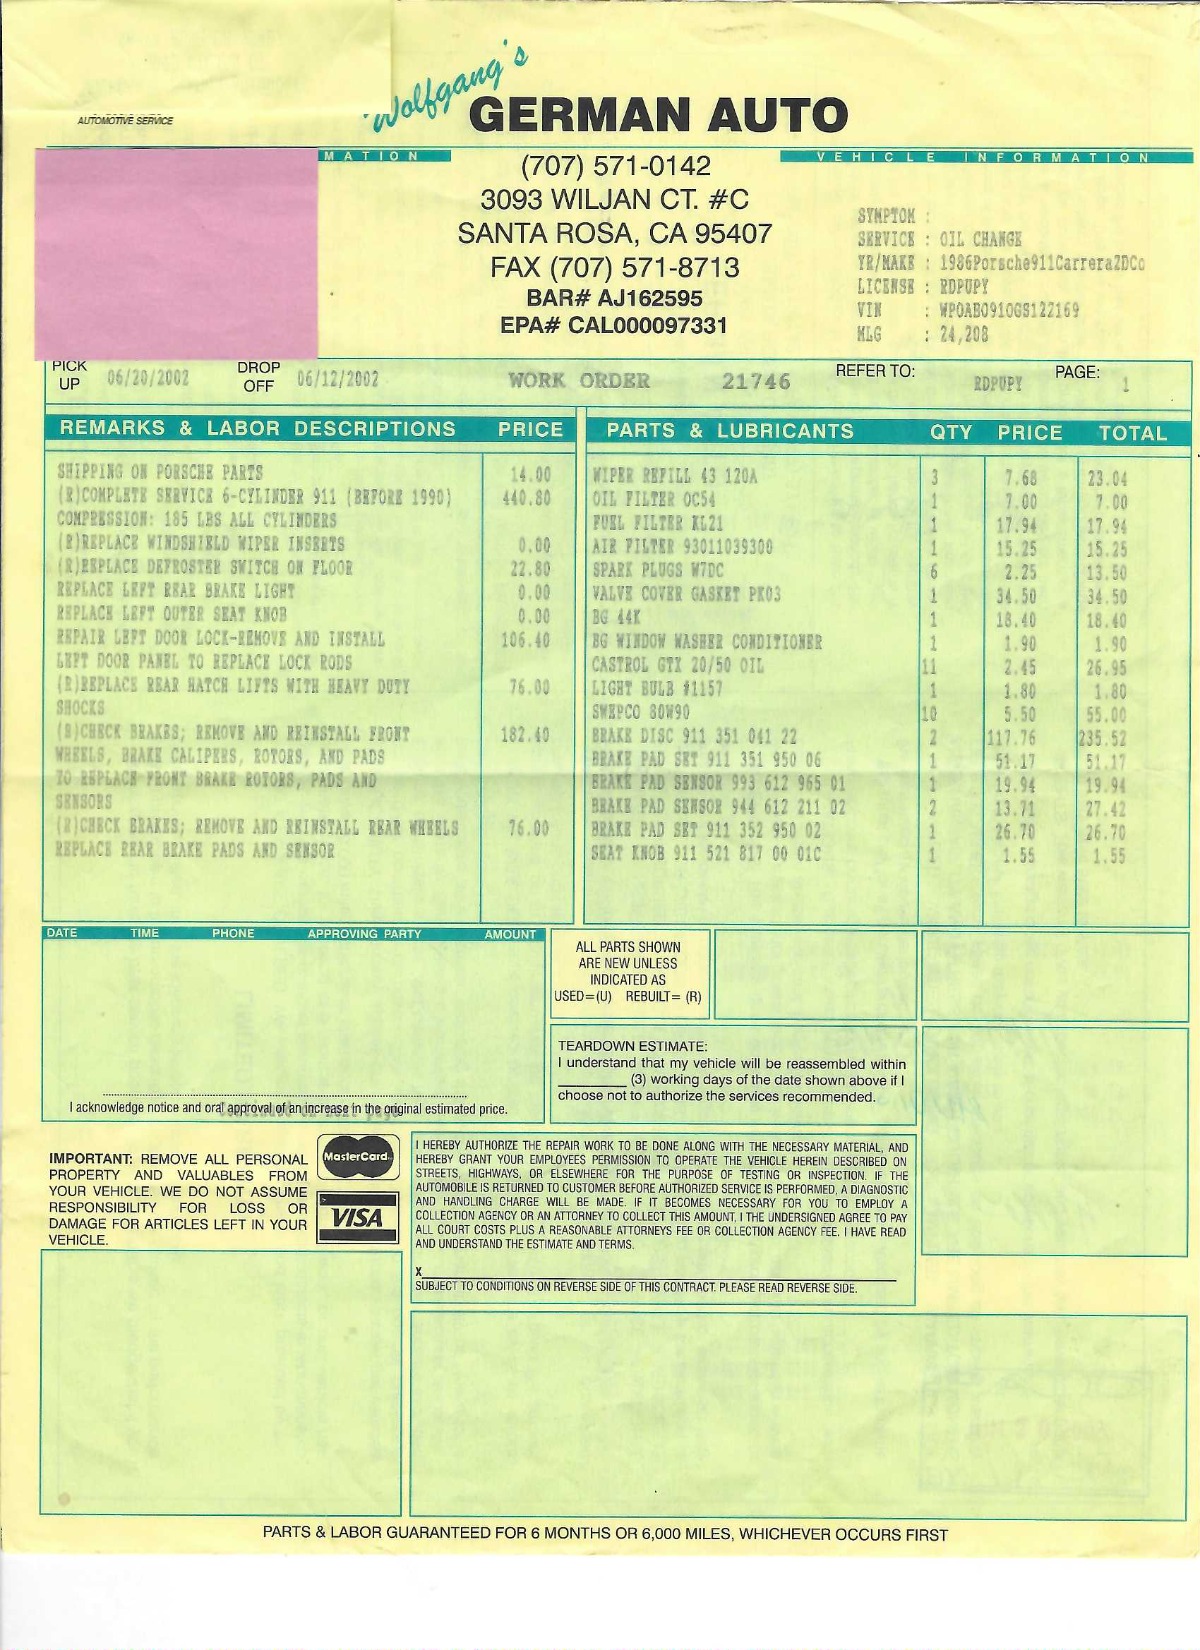 Wolfgang's
GERMAN AUTO
AUTOMOTIVE SERVICE
MATION
VEHICLE INFORMATION
(707) 571-0142
3093 WILJAN CT. #C
SANTA ROSA, CA 95407
FAX (707) 571-8713
BAR# AJ162595
EPA# CAL000097331
SYMPTOM :
SERVICE : OIL CHANGE
YR/MAKE : 1986Porsche911Carrera2DCo
LICENSE : RDPUPY
VIN : WP0AB0910GS122169
MLG : 24,208
PICK UP 06/20/2002 DROP OFF 06/12/2002 WORK ORDER 21746 REFER TO: RDPUPY PAGE: 1
REMARKS & LABOR DESCRIPTIONS PRICE
SHIPPING ON PORSCHE PARTS 14.00
(R)COMPLETE SERVICE 6-CYLINDER 911 (BEFORE 1990) 440.80
COMPRESSION: 185 LBS ALL CYLINDERS
(R)REPLACE WINDSHIELD WIPER INSERTS 0.00
(R)REPLACE DEFROSTER SWITCH ON FLOOR 22.80
REPLACE LEFT REAR BRAKE LIGHT 0.00
REPLACE LEFT OUTER SEAT KNOB 0.00
REPAIR LEFT DOOR LOCK-REMOVE AND INSTALL 106.40
LEFT DOOR PANEL TO REPLACE LOCK RODS
(R)REPLACE REAR HATCH LIFTS WITH HEAVY DUTY 76.00
SHOCKS
(R)CHECK BRAKES; REMOVE AND REINSTALL FRONT 182.40
WHEELS, BRAKE CALIPERS, ROTORS, AND PADS
TO REPLACE FRONT BRAKE ROTORS, PADS AND
SENSORS
(R)CHECK BRAKES; REMOVE AND REINSTALL REAR WHEELS 76.00
REPLACE REAR BRAKE PADS AND SENSOR
PARTS & LUBRICANTS QTY PRICE TOTAL
WIPER REFILL 43 120A 3 7.68 23.04
OIL FILTER OC54 1 7.00 7.00
FUEL FILTER KL21 1 17.94 17.94
AIR FILTER 93011039300 1 15.25 15.25
SPARK PLUGS W7DC 6 2.25 13.50
VALVE COVER GASKET PK03 1 34.50 34.50
BG 44K 1 18.40 18.40
BG WINDOW WASHER CONDITIONER 1 1.90 1.90
CASTROL GTX 20/50 OIL 11 2.45 26.95
LIGHT BULB #1157 1 1.80 1.80
SWEPCO 80W90 10 5.50 55.00
BRAKE DISC 911 351 041 22 2 117.76 235.52
BRAKE PAD SET 911 351 950 06 1 51.17 51.17
BRAKE PAD SENSOR 993 612 965 01 1 19.94 19.94
BRAKE PAD SENSOR 944 612 211 02 2 13.71 27.42
BRAKE PAD SET 911 352 950 02 1 26.70 26.70
SEAT KNOB 911 521 817 00 01C 1 1.55 1.55
DATE TIME PHONE APPROVING PARTY AMOUNT
I acknowledge notice and oral approval of an increase in the original estimated price.
Continued on next page
ALL PARTS SHOWN
ARE NEW UNLESS
INDICATED AS
USED=(U) REBUILT= (R)
TEARDOWN ESTIMATE:
I understand that my vehicle will be reassembled within
________ (3) working days of the date shown above if I
choose not to authorize the services recommended.
IMPORTANT: REMOVE ALL PERSONAL
PROPERTY AND VALUABLES FROM
YOUR VEHICLE. WE DO NOT ASSUME
RESPONSIBILITY FOR LOSS OR
DAMAGE FOR ARTICLES LEFT IN YOUR
VEHICLE.
MasterCard
VISA
I HEREBY AUTHORIZE THE REPAIR WORK TO BE DONE ALONG WITH THE NECESSARY MATERIAL, AND
HEREBY GRANT YOUR EMPLOYEES PERMISSION TO OPERATE THE VEHICLE HEREIN DESCRIBED ON
STREETS, HIGHWAYS, OR ELSEWHERE FOR THE PURPOSE OF TESTING OR INSPECTION. IF THE
AUTOMOBILE IS RETURNED TO CUSTOMER BEFORE AUTHORIZED SERVICE IS PERFORMED, A DIAGNOSTIC
AND HANDLING CHARGE WILL BE MADE. IF IT BECOMES NECESSARY FOR YOU TO EMPLOY A
COLLECTION AGENCY OR AN ATTORNEY TO COLLECT THIS AMOUNT, I THE UNDERSIGNED AGREE TO PAY
ALL COURT COSTS PLUS A REASONABLE ATTORNEYS FEE OR COLLECTION AGENCY FEE. I HAVE READ
AND UNDERSTAND THE ESTIMATE AND TERMS.
X
SUBJECT TO CONDITIONS ON REVERSE SIDE OF THIS CONTRACT. PLEASE READ REVERSE SIDE.
PARTS & LABOR GUARANTEED FOR 6 MONTHS OR 6,000 MILES, WHICHEVER OCCURS FIRST